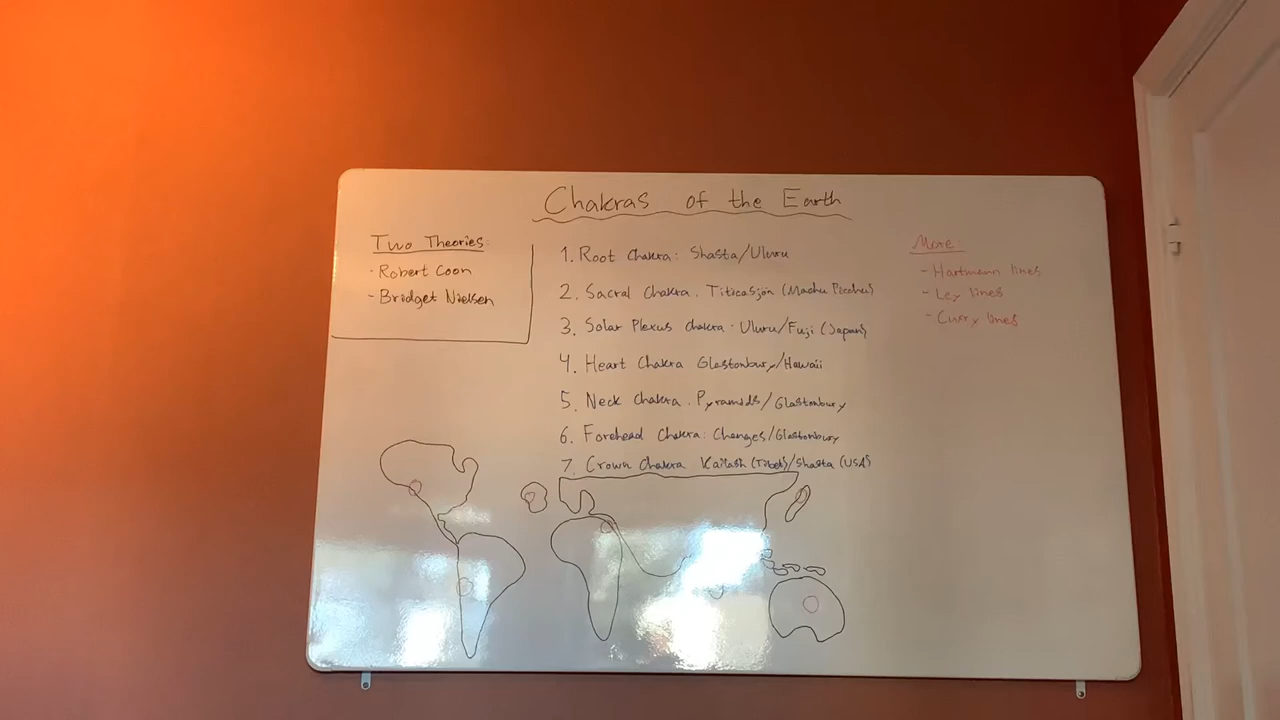 Chakras of the Earth
Two Theories:
- Robert Coon
- Bridget Nielsen
1. Root Chakra: Shasta/Uluru
2. Sacral Chakra. Titicasjön (Machu Picchu)
3. Solar Plexus chakra. Uluru/Fuji (Japan)
4. Heart Chakra Glastonbury/Hawaii
5. Neck Chakra. Pyramids/Glastonbury
6. Forehead Chakra: Changes/Glastonbury
7. Crown Chakra Kailash (Tibet)/Shasta (USA)
More:
- Hartmann lines
- Ley lines
- Curry lines